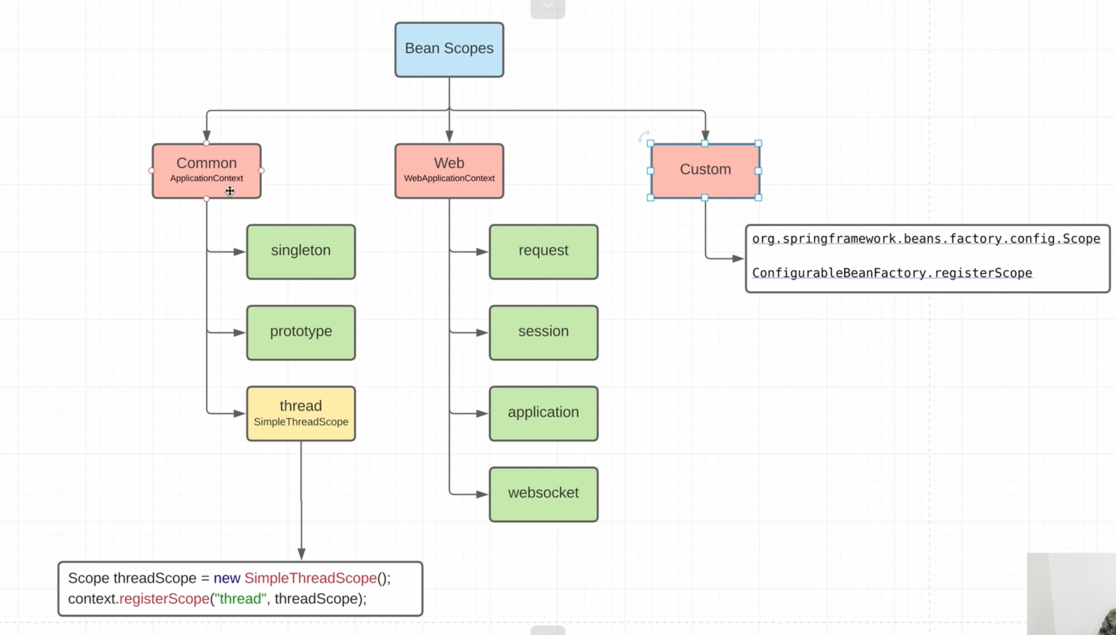 Bean Scopes
Common
ApplicationContext
Web
WebApplicationContext
Custom
singleton
prototype
thread
SimpleThreadScope
request
session
application
websocket
org.springframework.beans.factory.config.Scope
ConfigurableBeanFactory.registerScope
Scope threadScope = new SimpleThreadScope();
context.registerScope("thread", threadScope);